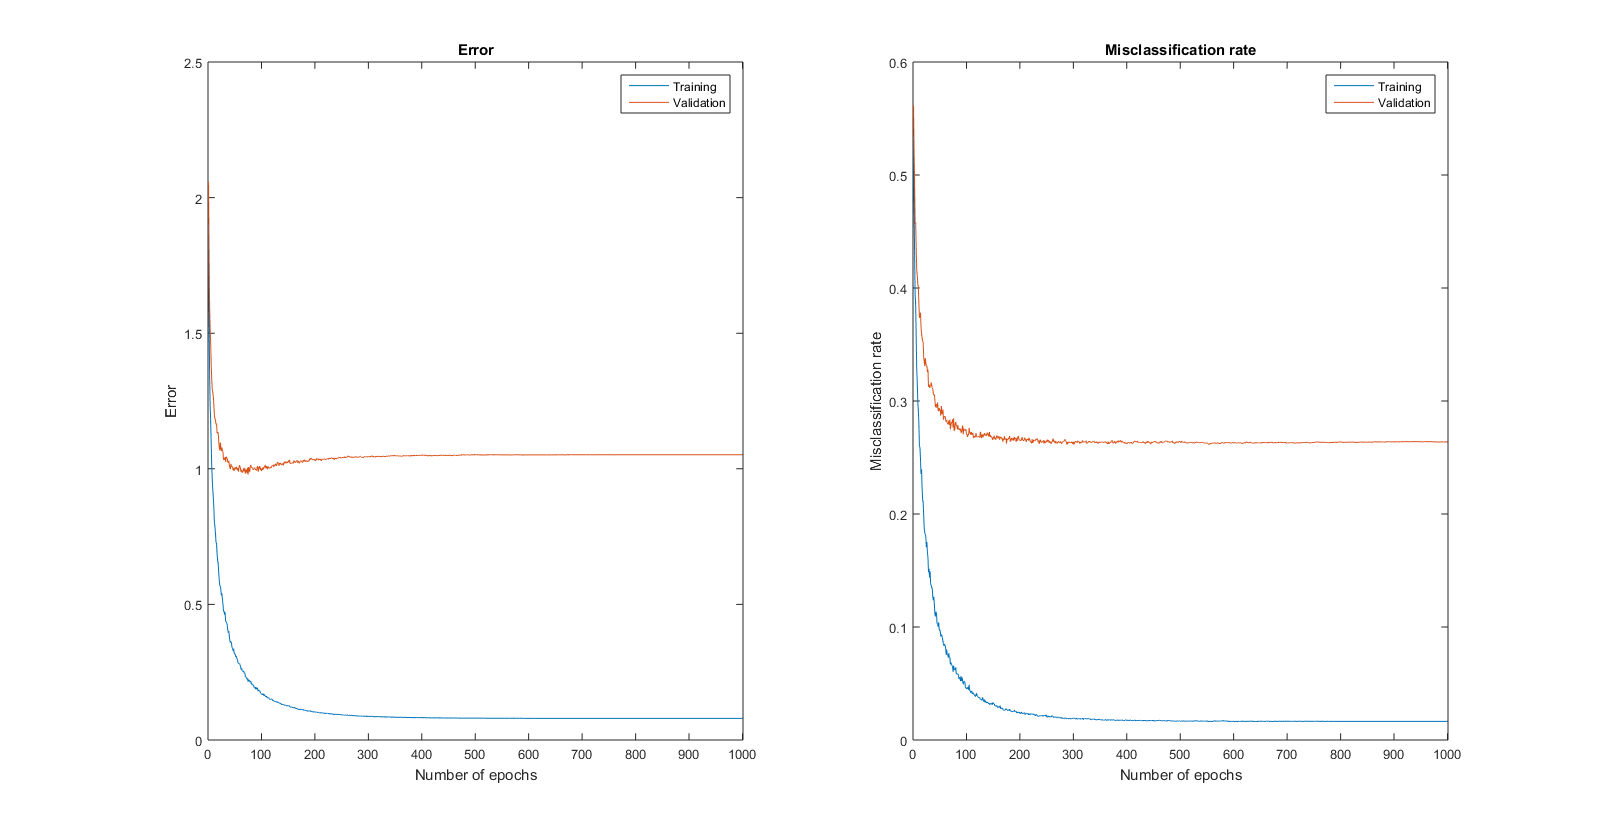 Error
2.5
2
1.5
1
0.5
0
Error
0 100 200 300 400 500 600 700 800 900 1000
Number of epochs
Training
Validation
Misclassification rate
0.6
0.5
0.4
0.3
0.2
0.1
0
Misclassification rate
0 100 200 300 400 500 600 700 800 900 1000
Number of epochs
Training
Validation